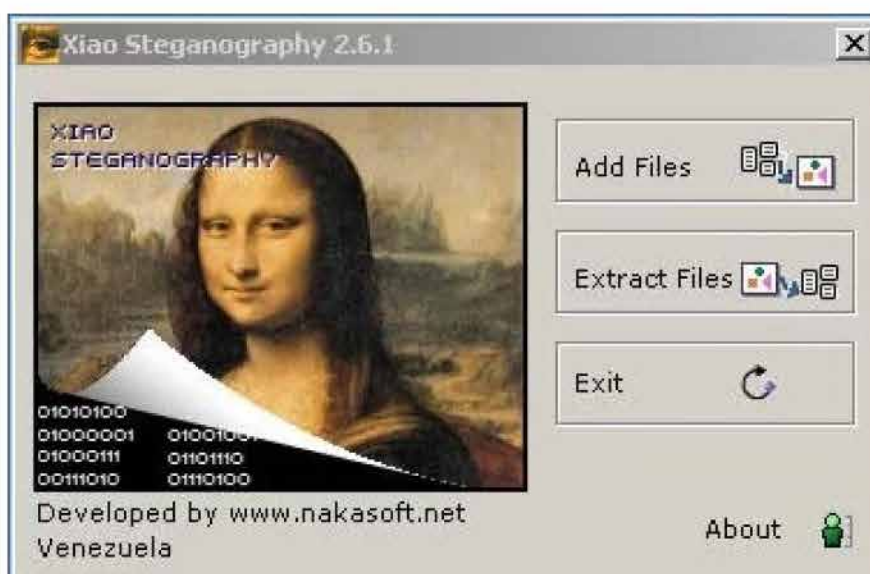 Xiao Steganography 2.6.1
XIAO
STEGANOGRAPHY
Add Files
Extract Files
Exit
01010100
01000001
01000111 01101110
00111010 01110100
Developed by www.nakasoft.net
Venezuela
About